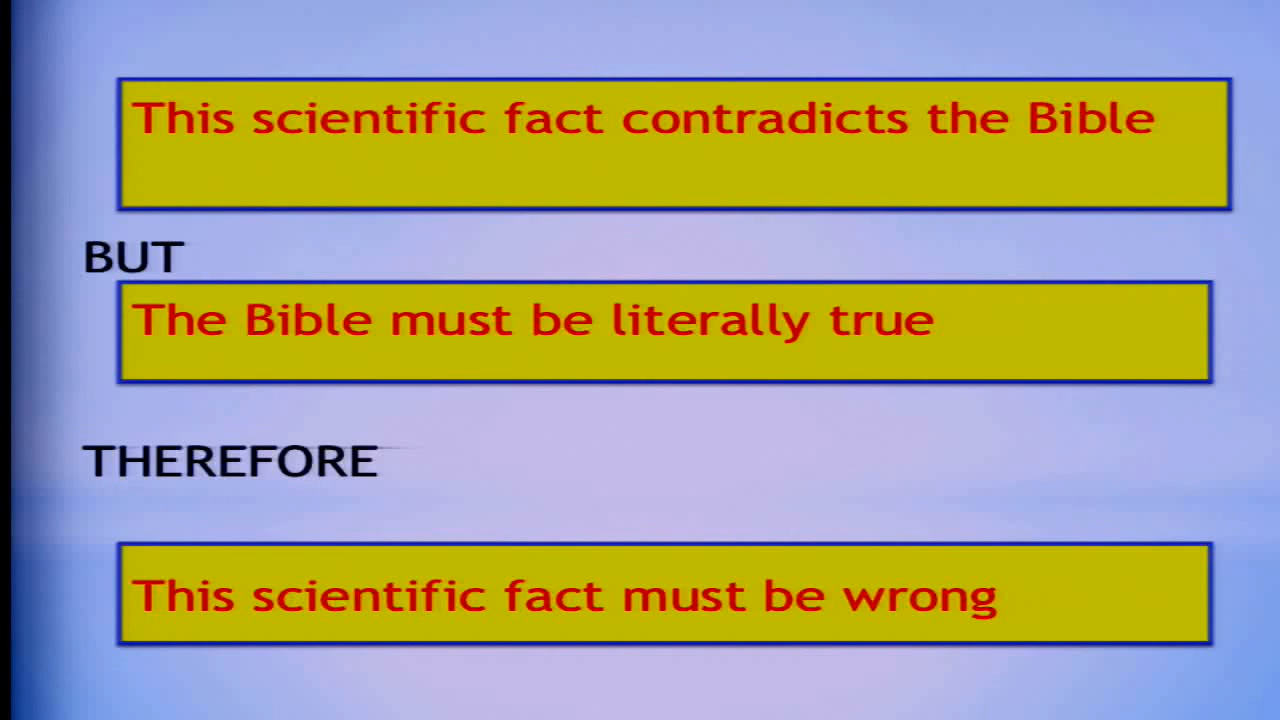 This scientific fact contradicts the Bible
BUT
The Bible must be literally true
THEREFORE
This scientific fact must be wrong